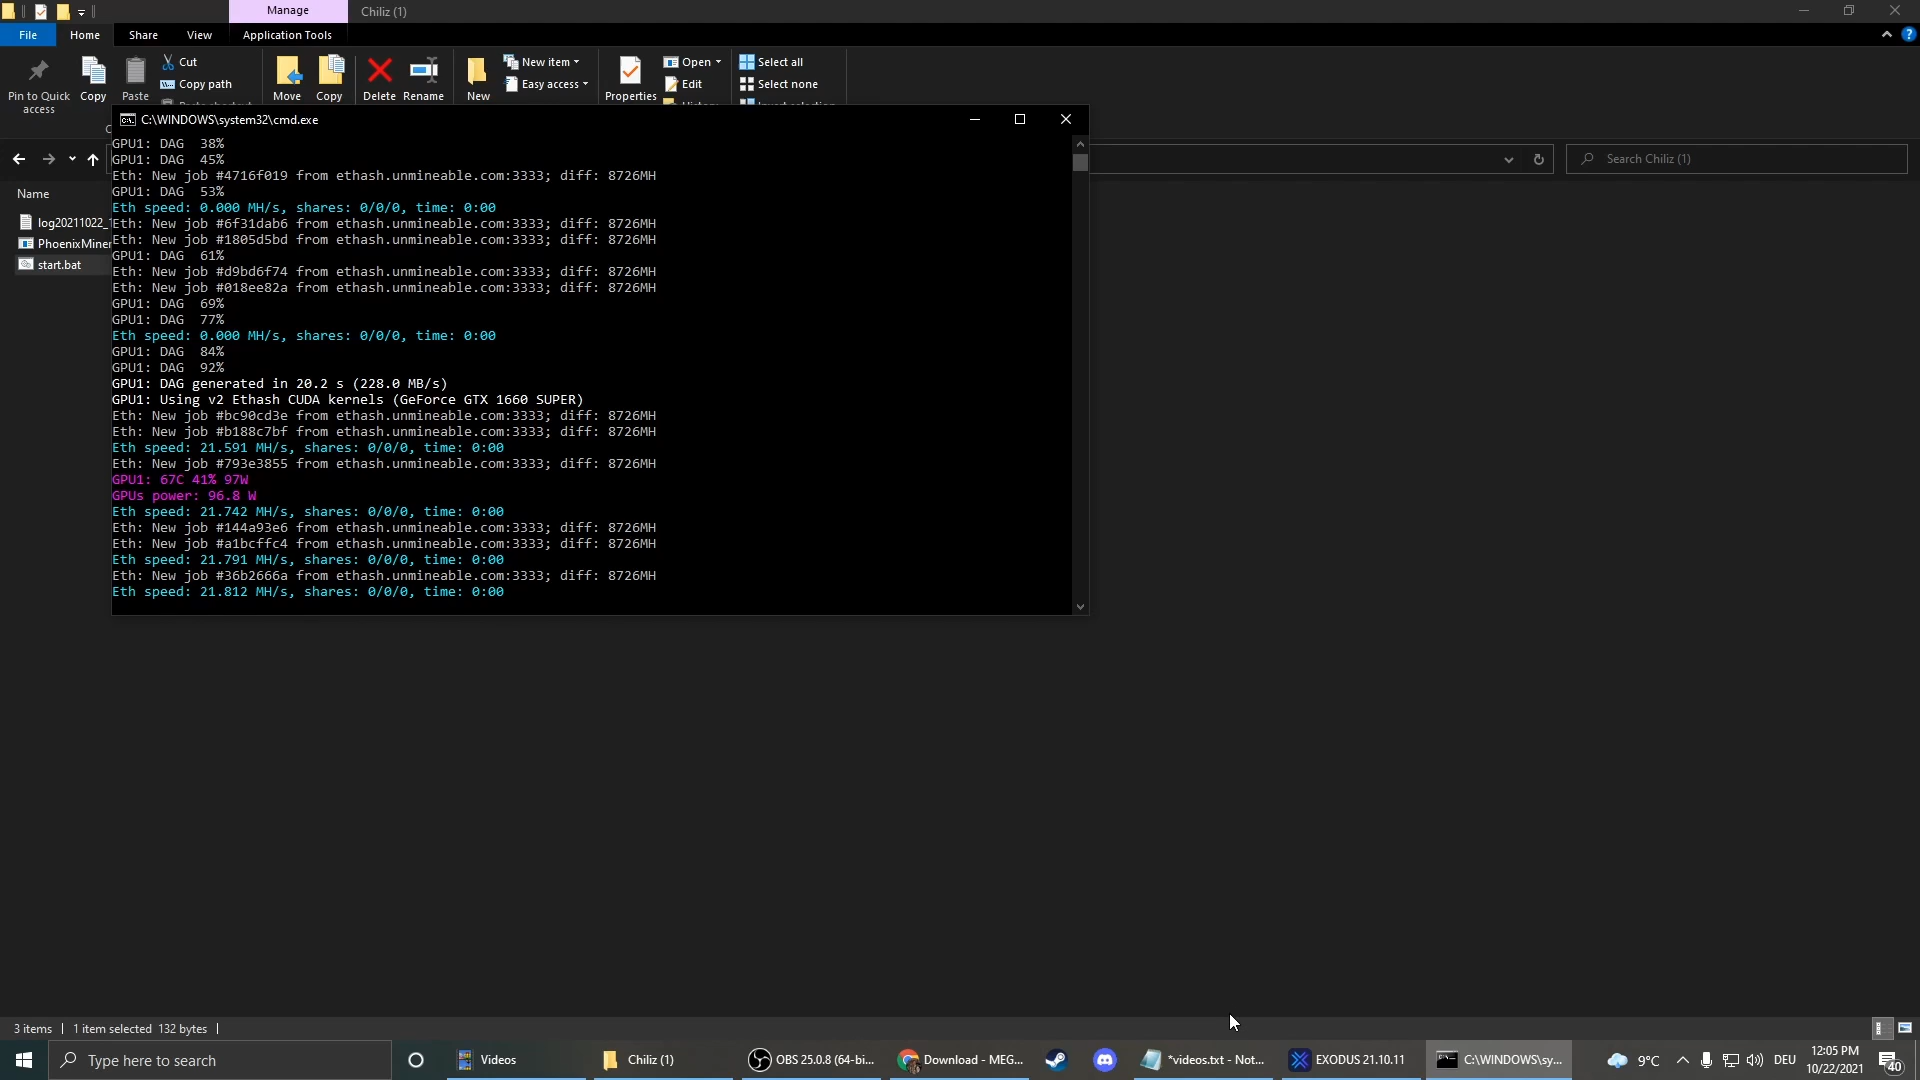 Manage
Chiliz (1)
File
Home
Share
View
Application Tools
Pin to Quick access
Copy
Paste
Cut
Copy path
Move
Copy
Delete
Rename
New
New item
Easy access
Properties
Open
Edit
Select all
Select none
C:\WINDOWS\system32\cmd.exe
Search Chiliz (1)
Name
log20211022_1
PhoenixMiner
start.bat
GPU1: DAG  38%
GPU1: DAG  45%
Eth: New job #4716f019 from ethash.unmineable.com:3333; diff: 8726MH
GPU1: DAG  53%
Eth speed: 0.000 MH/s, shares: 0/0/0, time: 0:00
Eth: New job #6f31dab6 from ethash.unmineable.com:3333; diff: 8726MH
Eth: New job #1805d5bd from ethash.unmineable.com:3333; diff: 8726MH
GPU1: DAG  61%
Eth: New job #d9bd6f74 from ethash.unmineable.com:3333; diff: 8726MH
Eth: New job #018ee82a from ethash.unmineable.com:3333; diff: 8726MH
GPU1: DAG  69%
GPU1: DAG  77%
Eth speed: 0.000 MH/s, shares: 0/0/0, time: 0:00
GPU1: DAG  84%
GPU1: DAG  92%
GPU1: DAG generated in 20.2 s (228.0 MB/s)
GPU1: Using v2 Ethash CUDA kernels (GeForce GTX 1660 SUPER)
Eth: New job #bc90cd3e from ethash.unmineable.com:3333; diff: 8726MH
Eth: New job #b188c7bf from ethash.unmineable.com:3333; diff: 8726MH
Eth speed: 21.591 MH/s, shares: 0/0/0, time: 0:00
Eth: New job #793e3855 from ethash.unmineable.com:3333; diff: 8726MH
GPU1: 67C 41% 97W
GPUs power: 96.8 W
Eth speed: 21.742 MH/s, shares: 0/0/0, time: 0:00
Eth: New job #144a93e6 from ethash.unmineable.com:3333; diff: 8726MH
Eth: New job #a1bcffc4 from ethash.unmineable.com:3333; diff: 8726MH
Eth speed: 21.791 MH/s, shares: 0/0/0, time: 0:00
Eth: New job #36b2666a from ethash.unmineable.com:3333; diff: 8726MH
Eth speed: 21.812 MH/s, shares: 0/0/0, time: 0:00
3 items
1 item selected 132 bytes
Type here to search
Videos
Chiliz (1)
OBS 25.0.8 (64-bi...
Download - MEG...
*videos.txt - Not...
EXODUS 21.10.11
C:\WINDOWS\sy...
9°C
DEU
12:05 PM
10/22/2021
40